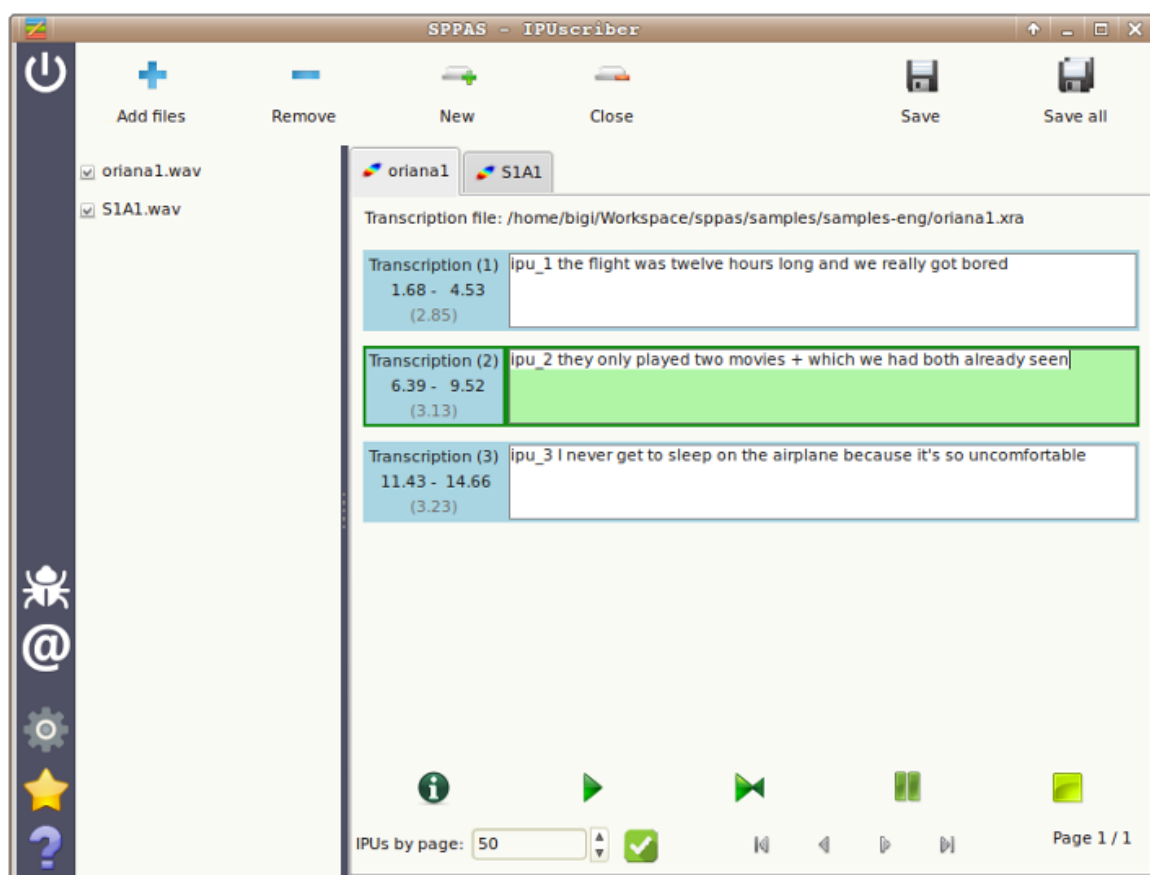 SPPAS - IPUscriber
Add files
Remove
New
Close
Save
Save all
oriana1.wav
S1A1.wav
oriana1
S1A1
Transcription file: /home/bigi/Workspace/sppas/samples/samples-eng/oriana1.xra
Transcription (1)
1.68 - 4.53
(2.85)
ipu_1 the flight was twelve hours long and we really got bored
Transcription (2)
6.39 - 9.52
(3.13)
ipu_2 they only played two movies + which we had both already seen
Transcription (3)
11.43 - 14.66
(3.23)
ipu_3 I never get to sleep on the airplane because it's so uncomfortable
IPUs by page: 50
Page 1 / 1